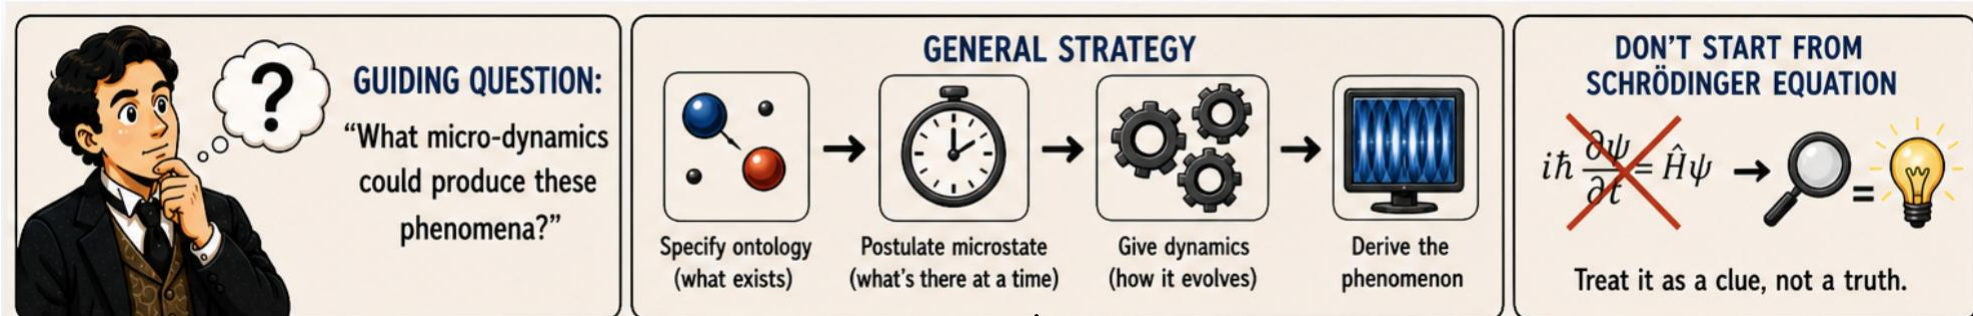 ?
GUIDING QUESTION:
“What micro-dynamics
could produce these
phenomena?”
GENERAL STRATEGY
Specify ontology
(what exists)
Postulate microstate
(what’s there at a time)
Give dynamics
(how it evolves)
Derive the
phenomenon
DON’T START FROM
SCHRÖDINGER EQUATION
iħ ∂ψ/∂t = Ĥψ
=
Treat it as a clue, not a truth.